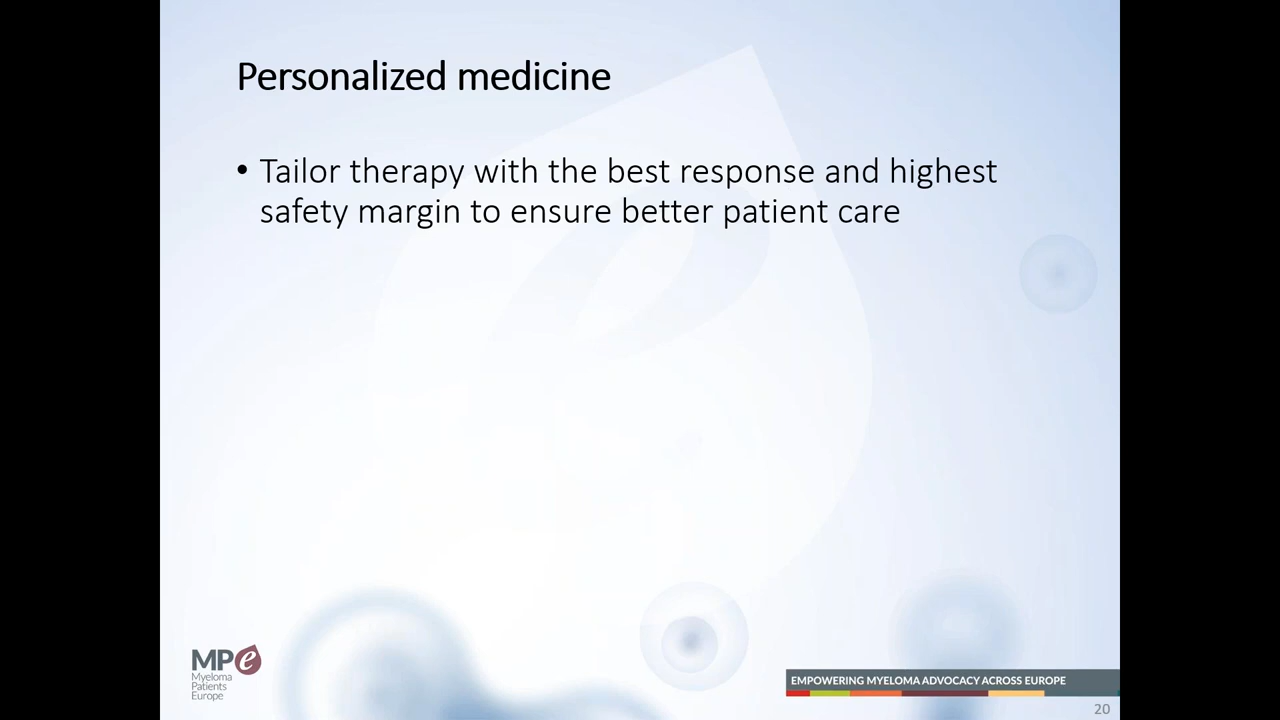 Personalized medicine
• Tailor therapy with the best response and highest
safety margin to ensure better patient care
MPe
Myeloma
Patients
Europe
EMPOWERING MYELOMA ADVOCACY ACROSS EUROPE
20